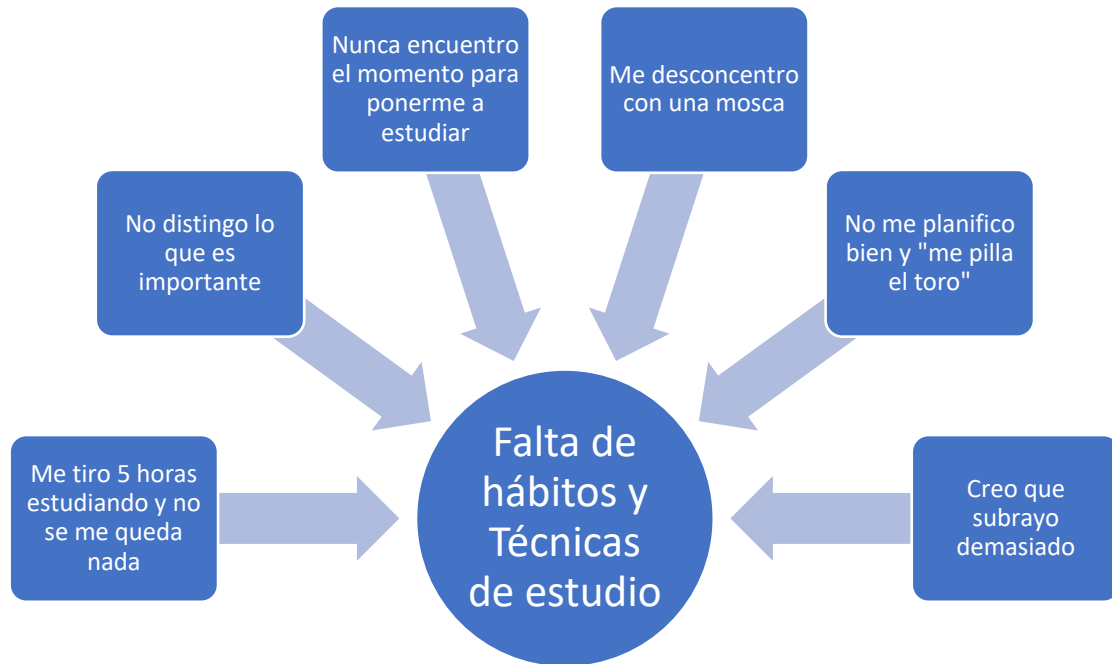 Nunca encuentro
el momento para
ponerme a
estudiar
Me desconcentro
con una mosca
No distingo lo
que es
importante
No me planifico
bien y "me pilla
el toro"
Me tiro 5 horas
estudiando y no
se me queda
nada
Falta de
hábitos y
Técnicas
de estudio
Creo que
subrayo
demasiado